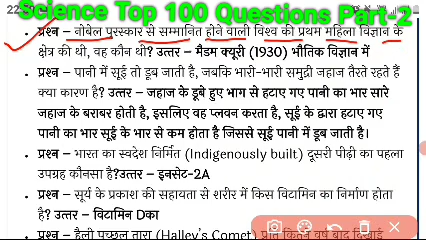 Science Top 100 Questions Part-2
प्रश्न – नोबेल पुरस्कार से सम्मानित होने वाली विश्व की प्रथम महिला विज्ञान के
क्षेत्र की थी, वह कौन थी? उत्तर – मैडम क्यूरी (1930) भौतिक विज्ञान में
प्रश्न – पानी में सूई तो डूब जाती है, जबकि भारी-भारी समुद्री जहाज तैरते रहते हैं
क्या कारण है? उत्तर – जहाज के डूबे हुए भाग से हटाए गए पानी का भार सारे
जहाज के बराबर होती है, इसलिए वह प्लवन करता है, सूई के द्वारा हटाए गए
पानी का भार सूई के भार से कम होता है जिससे सूई पानी में डूब जाती है।
प्रश्न – भारत का स्वदेश निर्मित (Indigenously built) दूसरी पीढ़ी का पहला
उपग्रह कौनसा है?उत्तर – इनसेट-2A
प्रश्न – सूर्य के प्रकाश की सहायता से शरीर में किस विटामिन का निर्माण होता
है? उत्तर – विटामिन Dका
प्रश्न – हैली पुच्छल तारा (Halley's Comet) प्रति कितने वर्ष बाद दिखाई